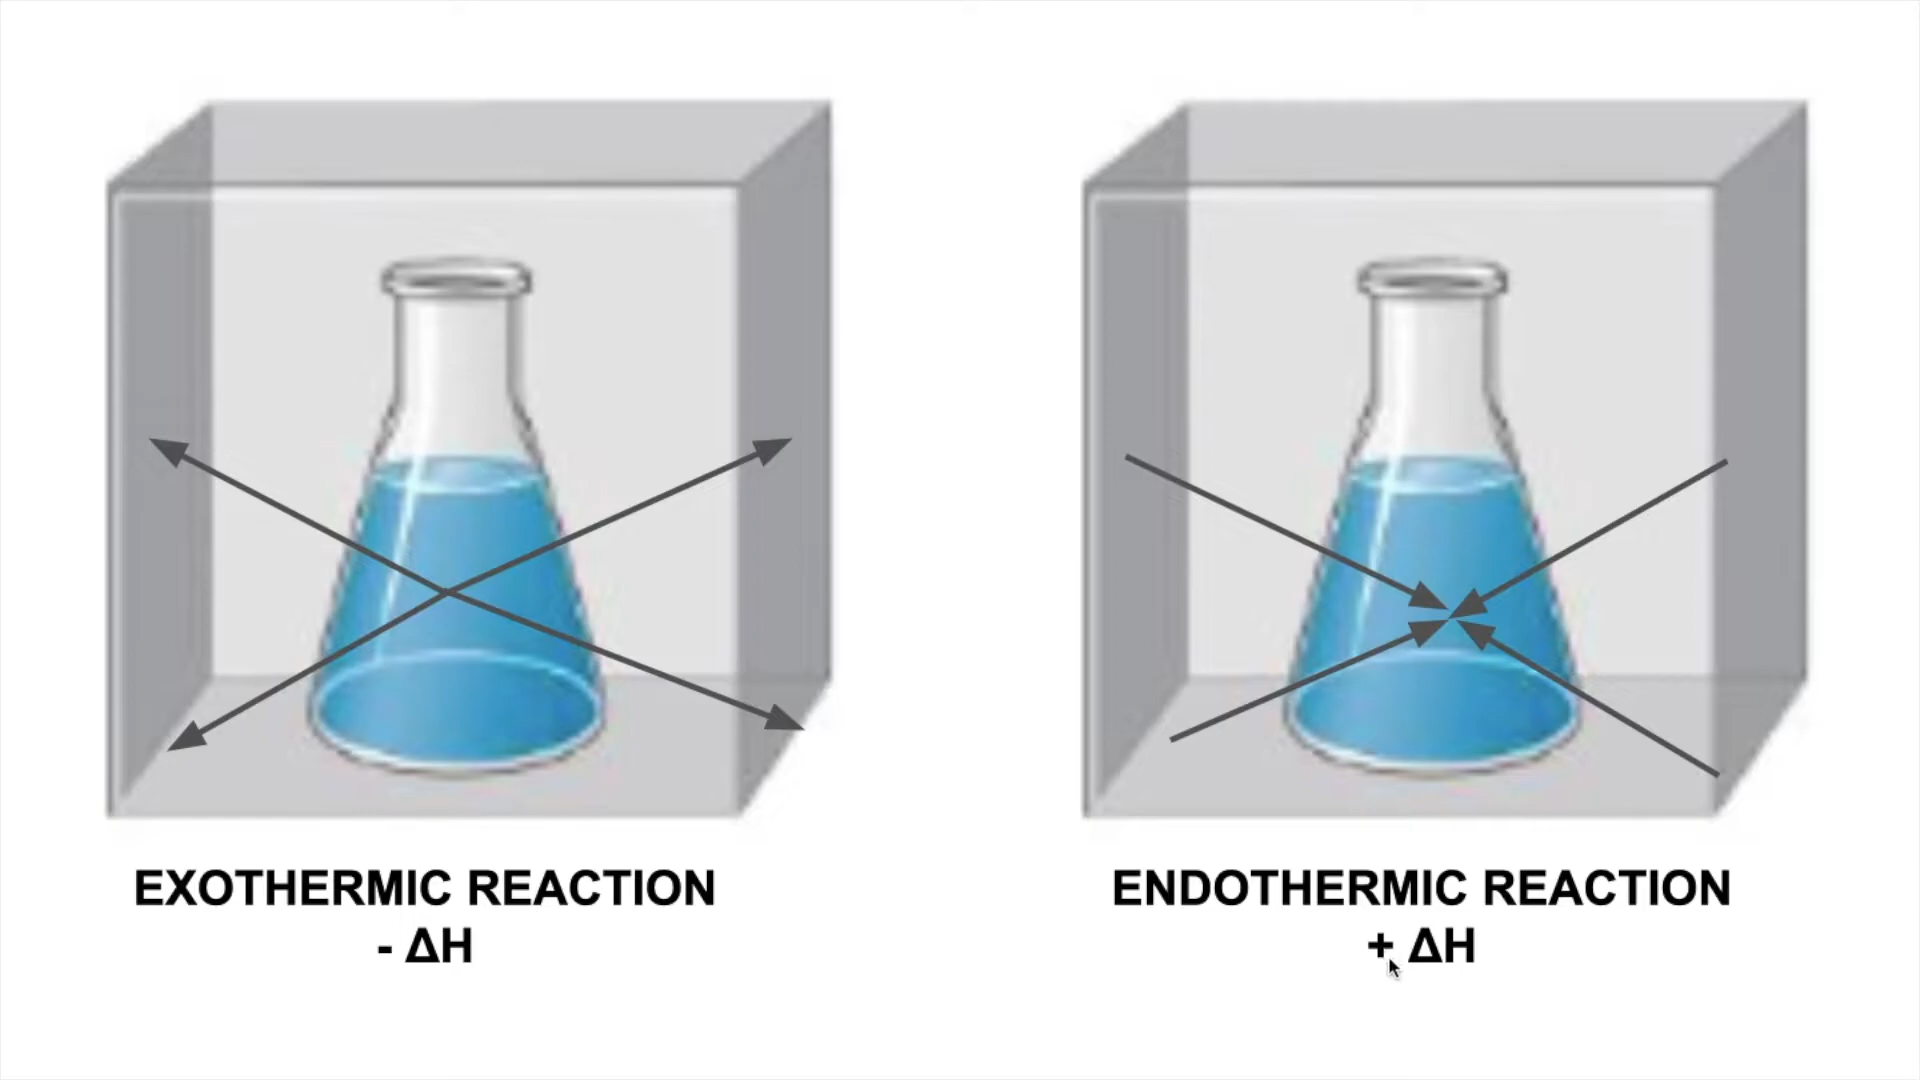 EXOTHERMIC REACTION
- ΔH
ENDOTHERMIC REACTION
+ ΔH